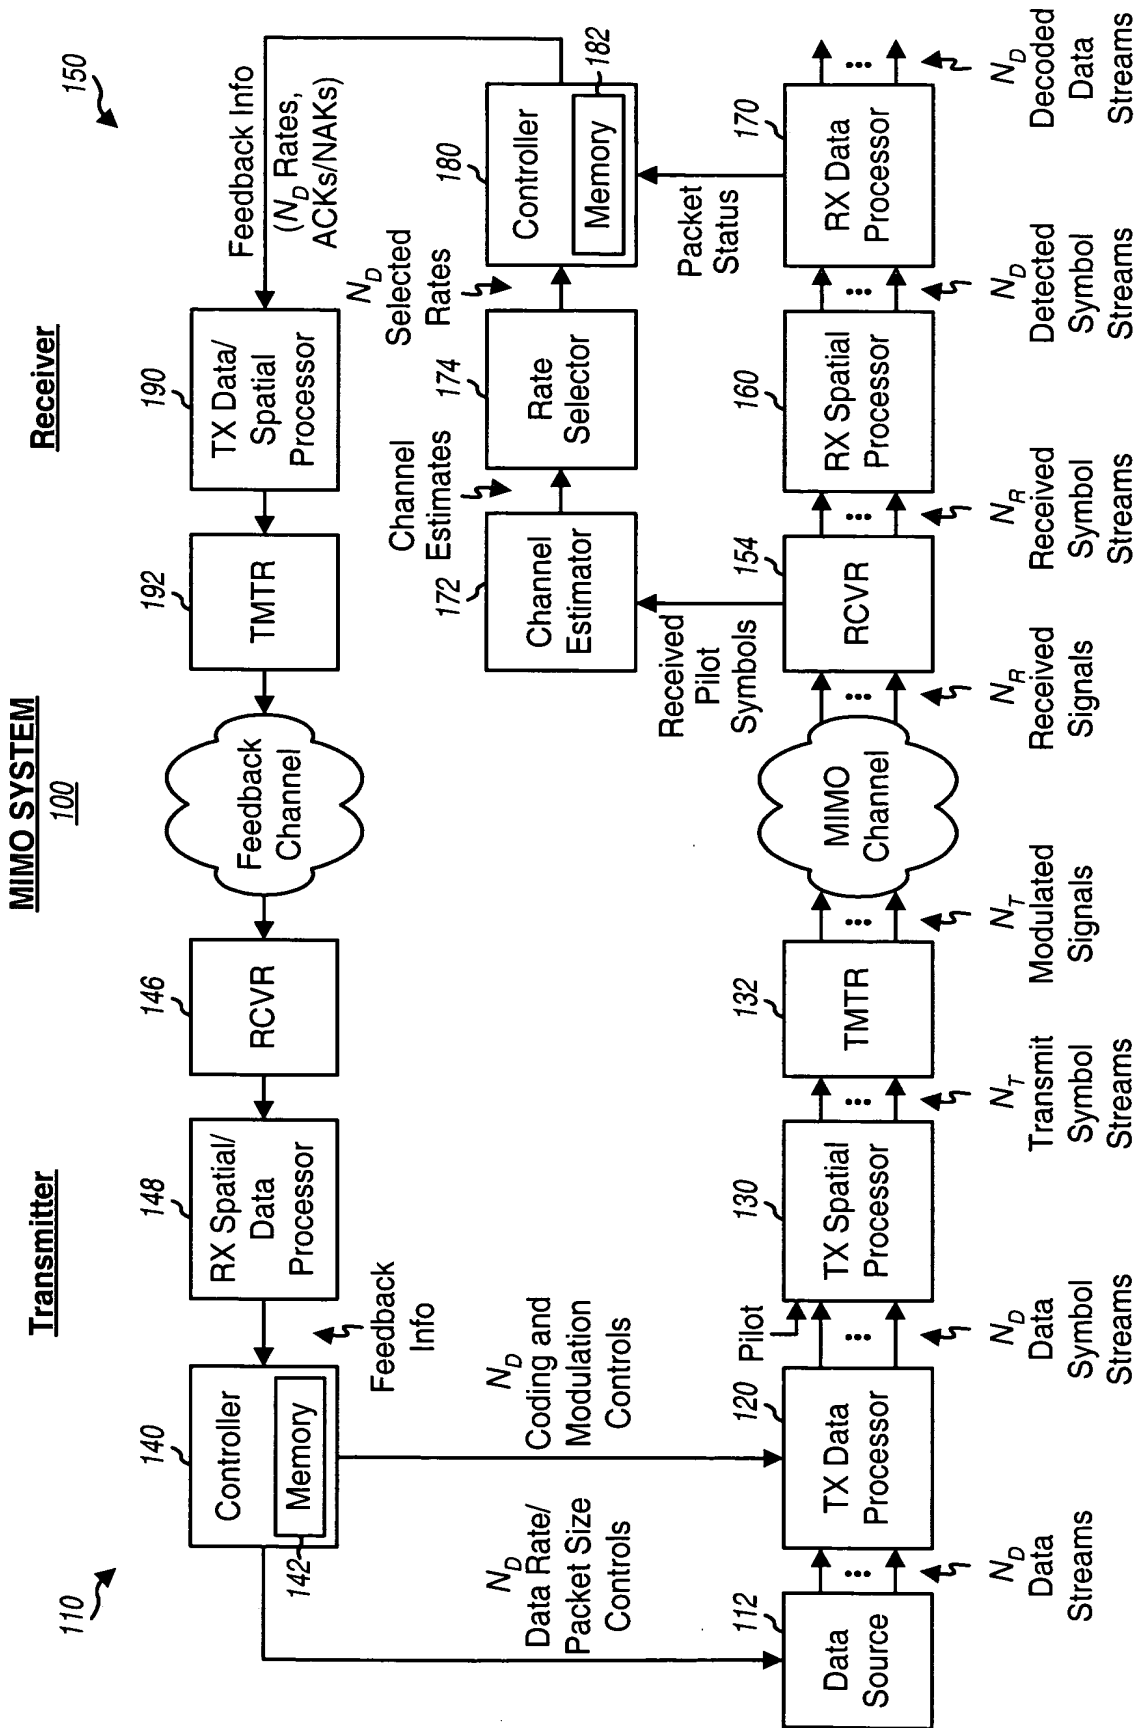 MIMO SYSTEM
100
Transmitter
Receiver
110
150
140
Controller
Memory
142
148
RX Spatial/
Data
Processor
Feedback
Info
146
RCVR
Feedback
Channel
192
TMTR
190
TX Data/
Spatial
Processor
Feedback Info
(N_D Rates,
ACKs/NAKs)
N_D
Data Rate/
Packet Size
Controls
N_D
Coding and
Modulation
Controls
172
Channel
Estimator
Channel
Estimates
174
Rate
Selector
N_D
Selected
Rates
180
Controller
Memory
182
Received
Pilot
Symbols
Packet
Status
112
Data
Source
N_D
Data
Streams
120
TX Data
Processor
Pilot
N_D
Data
Symbol
Streams
130
TX Spatial
Processor
N_T
Transmit
Symbol
Streams
132
TMTR
N_T
Modulated
Signals
MIMO
Channel
N_R
Received
Signals
154
RCVR
N_R
Received
Symbol
Streams
160
RX Spatial
Processor
N_D
Detected
Symbol
Streams
170
RX Data
Processor
N_D
Decoded
Data
Streams